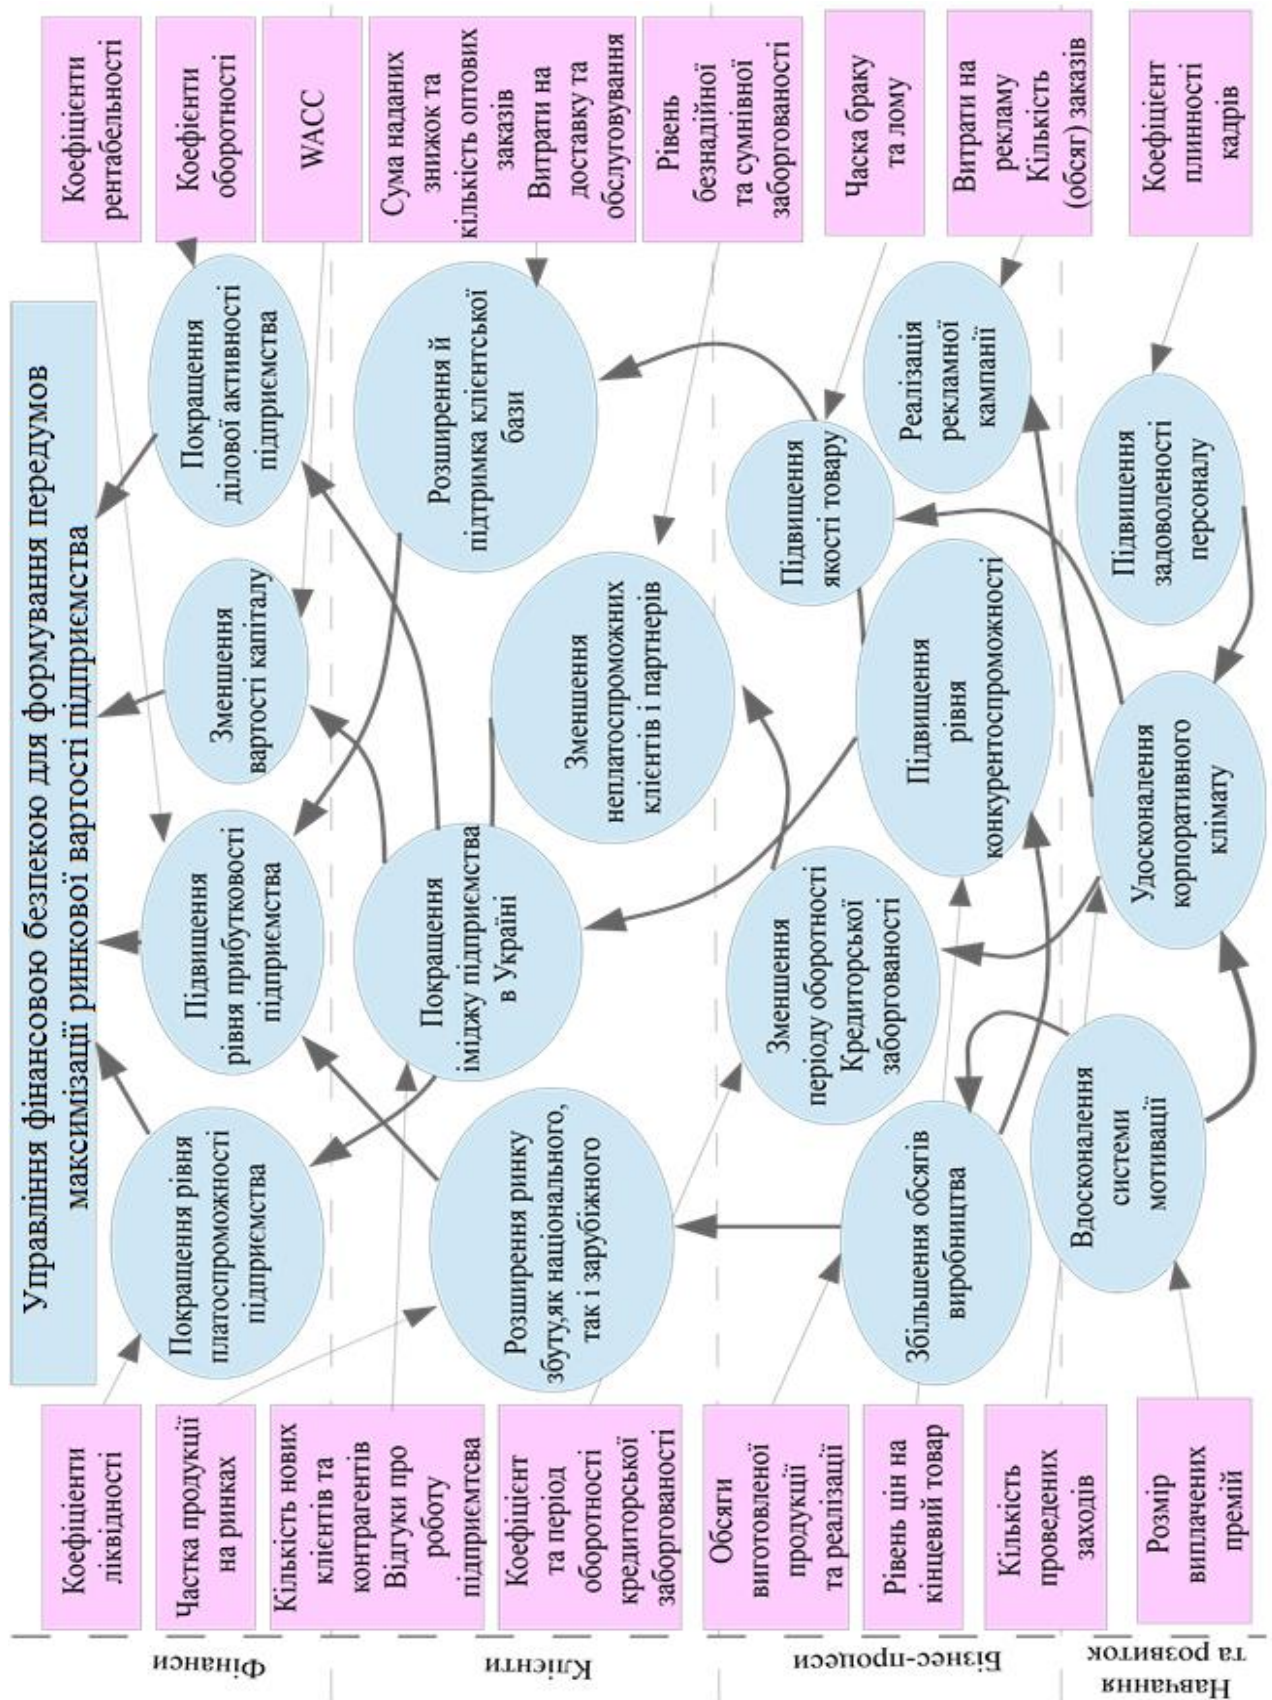 Управління фінансовою безпекою для формування передумов
максимізації ринкової вартості підприємства
Фінанси
Клієнти
Бізнес-процеси
Навчання
та розвиток
Коефіцієнти
ліквідності
Частка продукції
на ринках
Кількість нових
клієнтів та
контрагентів
Відгуки про
роботу
підприємтсва
Коефіцієнт
та період
оборотності
кредиторської
заборгованості
Обсяги
виготовленої
продукції
та реалізації
Рівень цін на
кінцевий товар
Кількість
проведених
заходів
Розмір
виплачених
премій
Покращення рівня
платоспроможності
підприємства
Підвищення
рівня прибутковості
підприємства
Зменшення
вартості капіталу
Покращення
ділової активності
підприємства
Розширення ринку
збуту,як національного,
так і зарубіжного
Покращення
іміджу підприємства
в Україні
Зменшення
неплатоспроможних
клієнтів і партнерів
Розширення й
підтримка клієнтської
бази
Збільшення обсягів
виробництва
Зменшення
періоду оборотності
Кредиторської
заборгованості
Підвищення
рівня
конкурентоспроможності
Підвищення
якості товару
Реалізація
рекламної
кампанії
Вдосконалення
системи
мотивації
Удосконалення
корпоративного
клімату
Підвищення
задоволеності
персоналу
Коефіцієнти
рентабельності
Коефієнти
оборотності
WACC
Сума наданих
знижок та
кількість оптових
заказів
Витрати на
доставку та
обслуговування
Рівень
безнадійної
та сумнівної
заборгованості
Часка браку
та лому
Витрати на
рекламу
Кількість
(обсяг) заказів
Коефіцієнт
плинності
кадрів